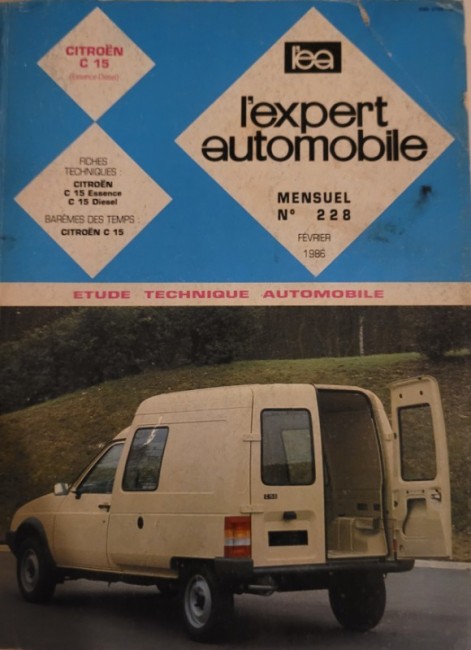 CITROËN
C 15
(Essence-Diesel)
FICHES
TECHNIQUES :
CITROËN
C 15 Essence
C 15 Diesel
BARÈMES DES TEMPS :
CITROËN C 15
l'ea
l'expert
automobile
MENSUEL
N° 228
FÉVRIER
1986
ETUDE TECHNIQUE AUTOMOBILE